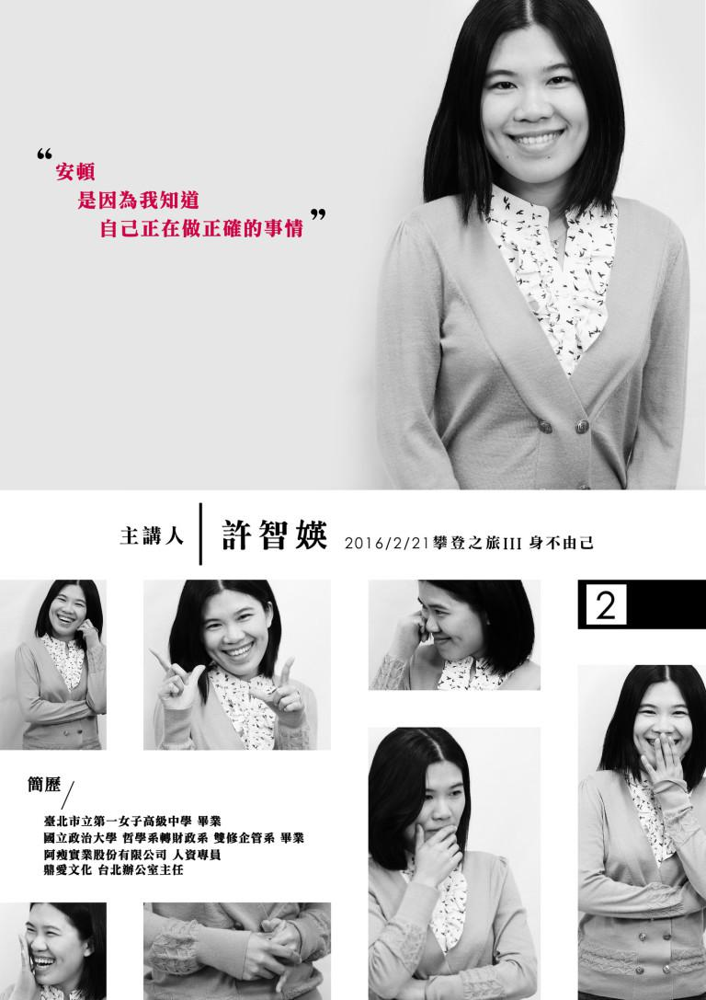 “安頓
是因為我知道
自己正在做正確的事情”
主講人
許智媖 2016/2/21攀登之旅III 身不由己
2
簡歷
臺北市立第一女子高級中學 畢業
國立政治大學 哲學系轉財政系 雙修企管系 畢業
阿瘦實業股份有限公司 人資專員
鼎愛文化 台北辦公室主任